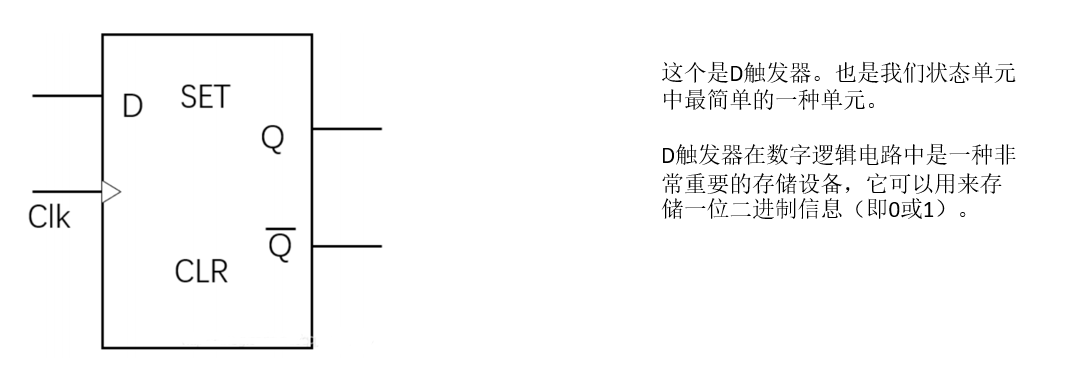 D
SET
Q
Clk
Q̅
CLR
这个是D触发器。也是我们状态单元
中最简单的一种单元。
D触发器在数字逻辑电路中是一种非
常重要的存储设备，它可以用来存
储一位二进制信息（即0或1）。